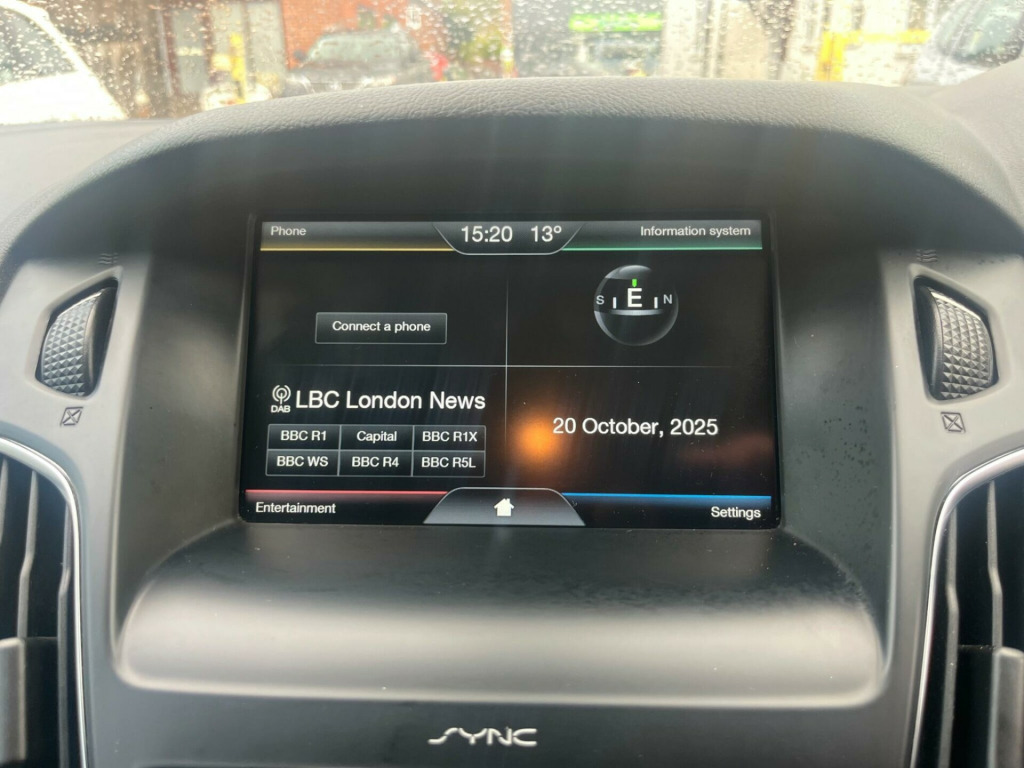 Phone 15:20 13° Information system
S E N
Connect a phone
DAB LBC London News
BBC R1 Capital BBC R1X
BBC WS BBC R4 BBC R5L
20 October, 2025
Entertainment Settings
SYNC